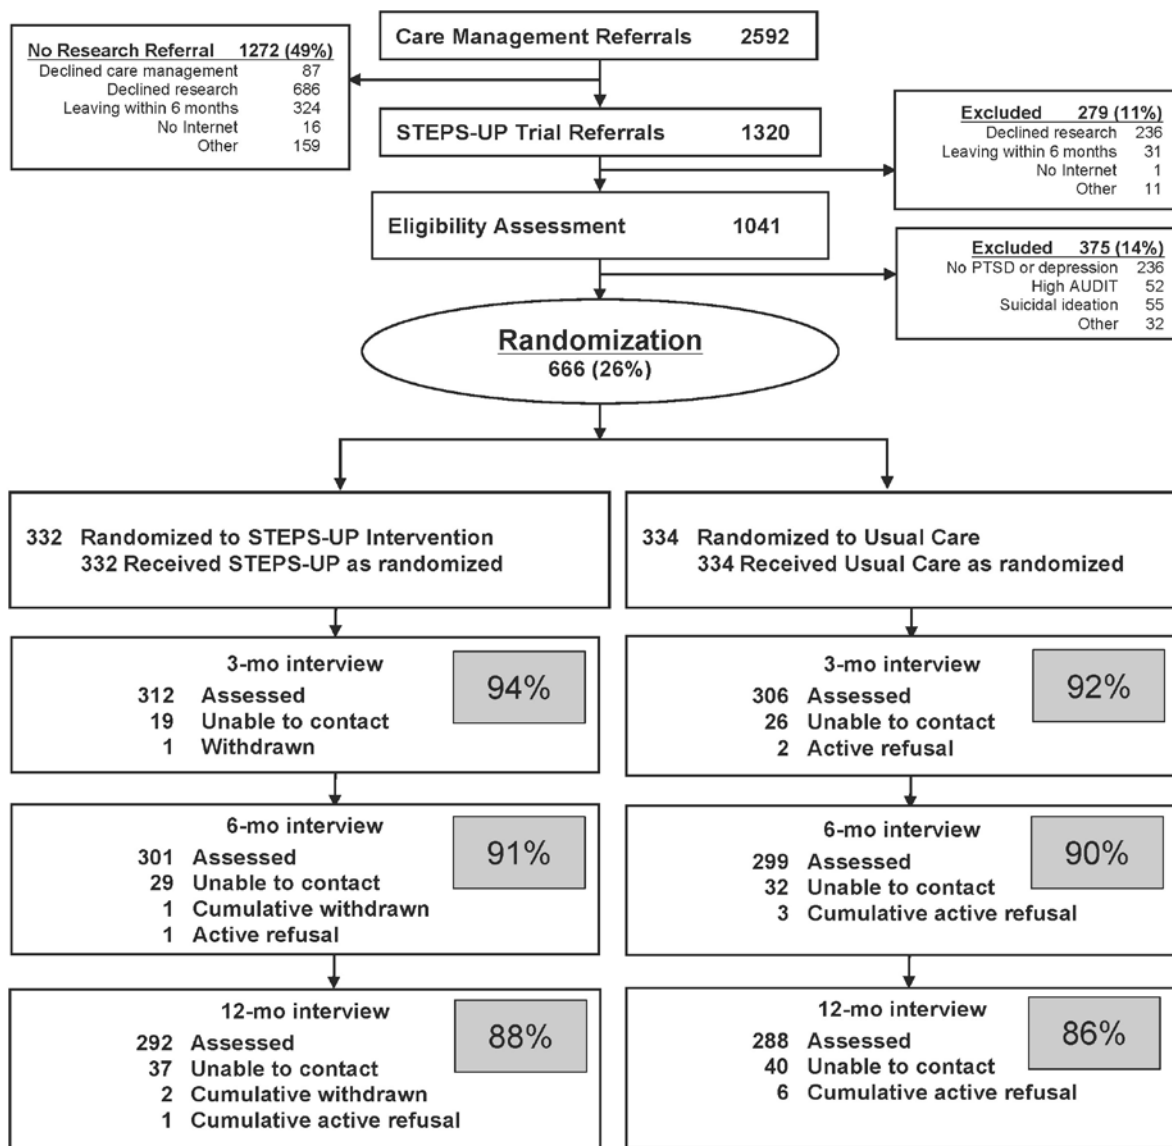 Care Management Referrals 2592
No Research Referral 1272 (49%)
Declined care management 87
Declined research 686
Leaving within 6 months 324
No Internet 16
Other 159
STEPS-UP Trial Referrals 1320
Excluded 279 (11%)
Declined research 236
Leaving within 6 months 31
No Internet 1
Other 11
Eligibility Assessment 1041
Excluded 375 (14%)
No PTSD or depression 236
High AUDIT 52
Suicidal ideation 55
Other 32
Randomization
666 (26%)
332 Randomized to STEPS-UP Intervention
332 Received STEPS-UP as randomized
334 Randomized to Usual Care
334 Received Usual Care as randomized
3-mo interview
94%
312 Assessed
19 Unable to contact
1 Withdrawn
3-mo interview
92%
306 Assessed
26 Unable to contact
2 Active refusal
6-mo interview
91%
301 Assessed
29 Unable to contact
1 Cumulative withdrawn
1 Active refusal
6-mo interview
90%
299 Assessed
32 Unable to contact
3 Cumulative active refusal
12-mo interview
88%
292 Assessed
37 Unable to contact
2 Cumulative withdrawn
1 Cumulative active refusal
12-mo interview
86%
288 Assessed
40 Unable to contact
6 Cumulative active refusal